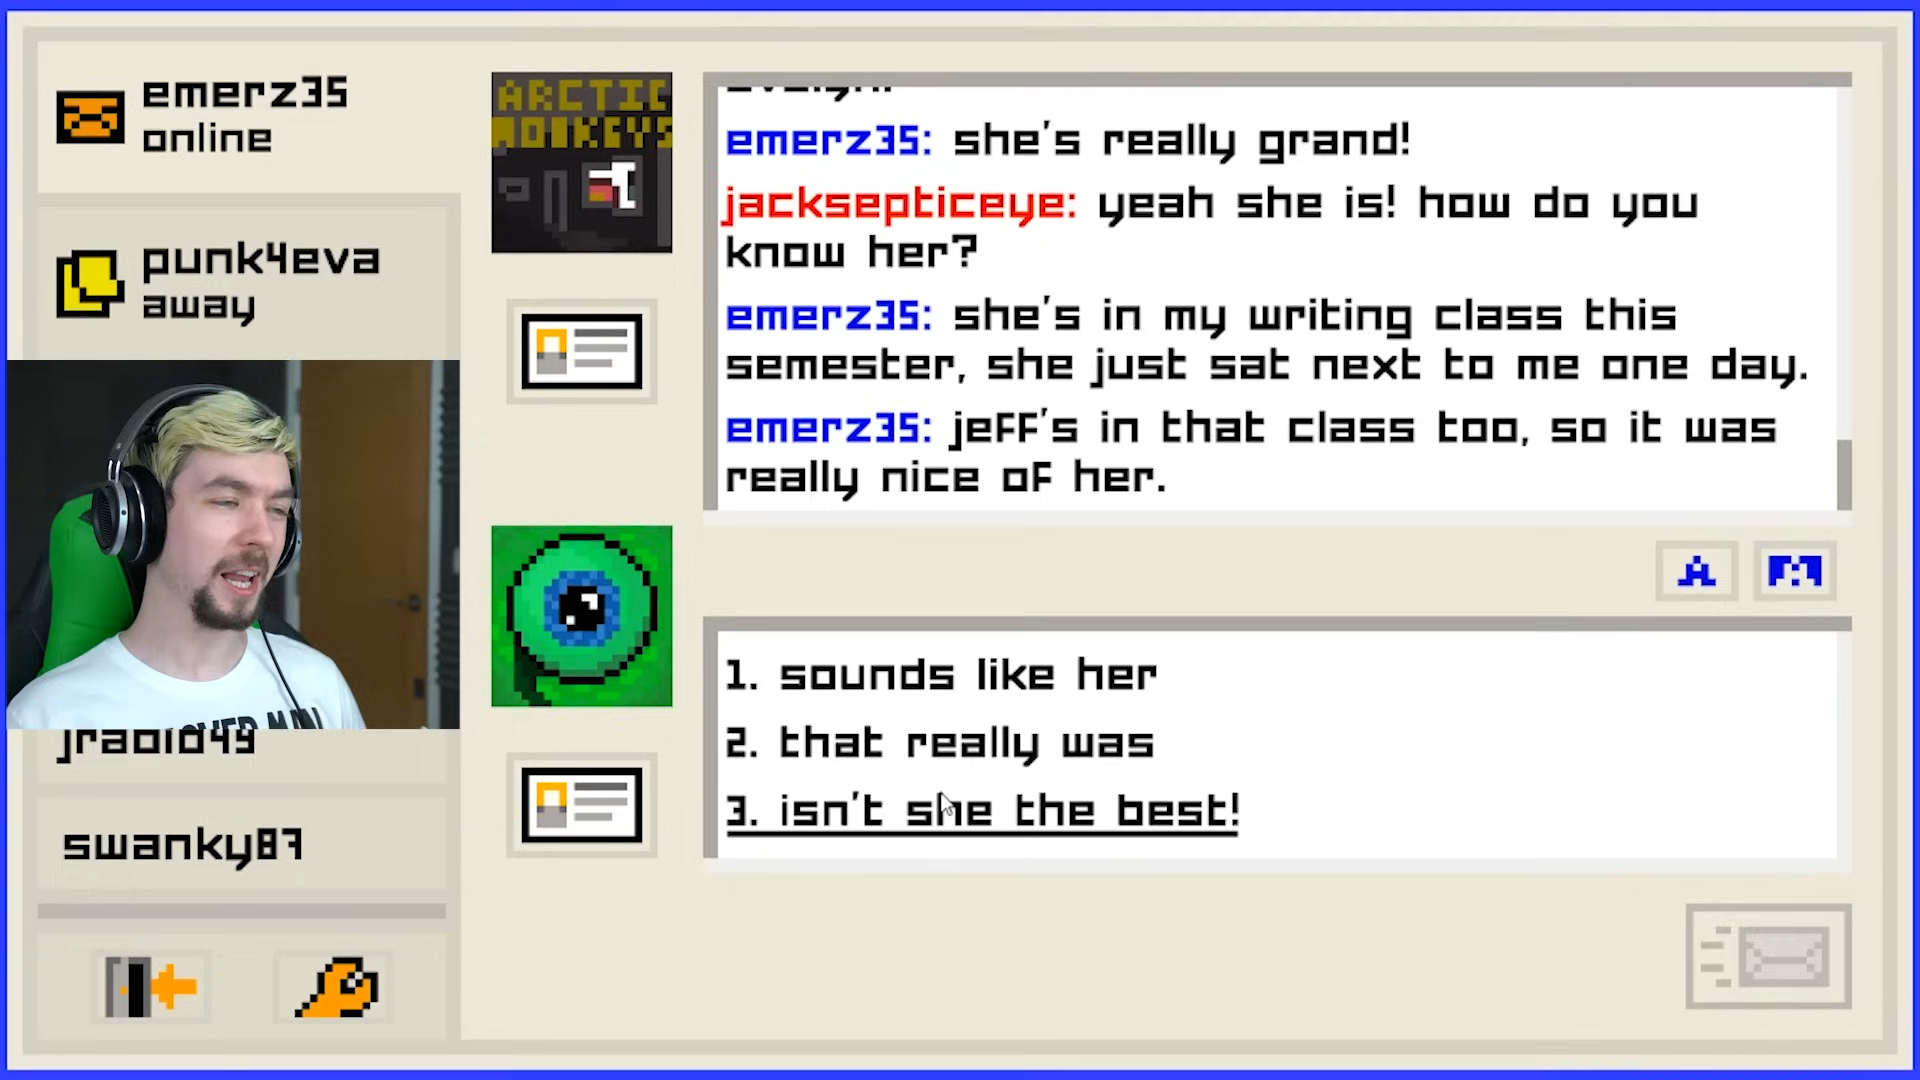 emerz35
online
punk4eva
away
jradio49
swanky87
ARCTIC
MONKEYS
emerz35: she's really grand!
jacksepticeye: yeah she is! how do you
know her?
emerz35: she's in my writing class this
semester, she just sat next to me one day.
emerz35: jeff's in that class too, so it was
really nice of her.
A
M
1. sounds like her
2. that really was
3. isn't she the best!